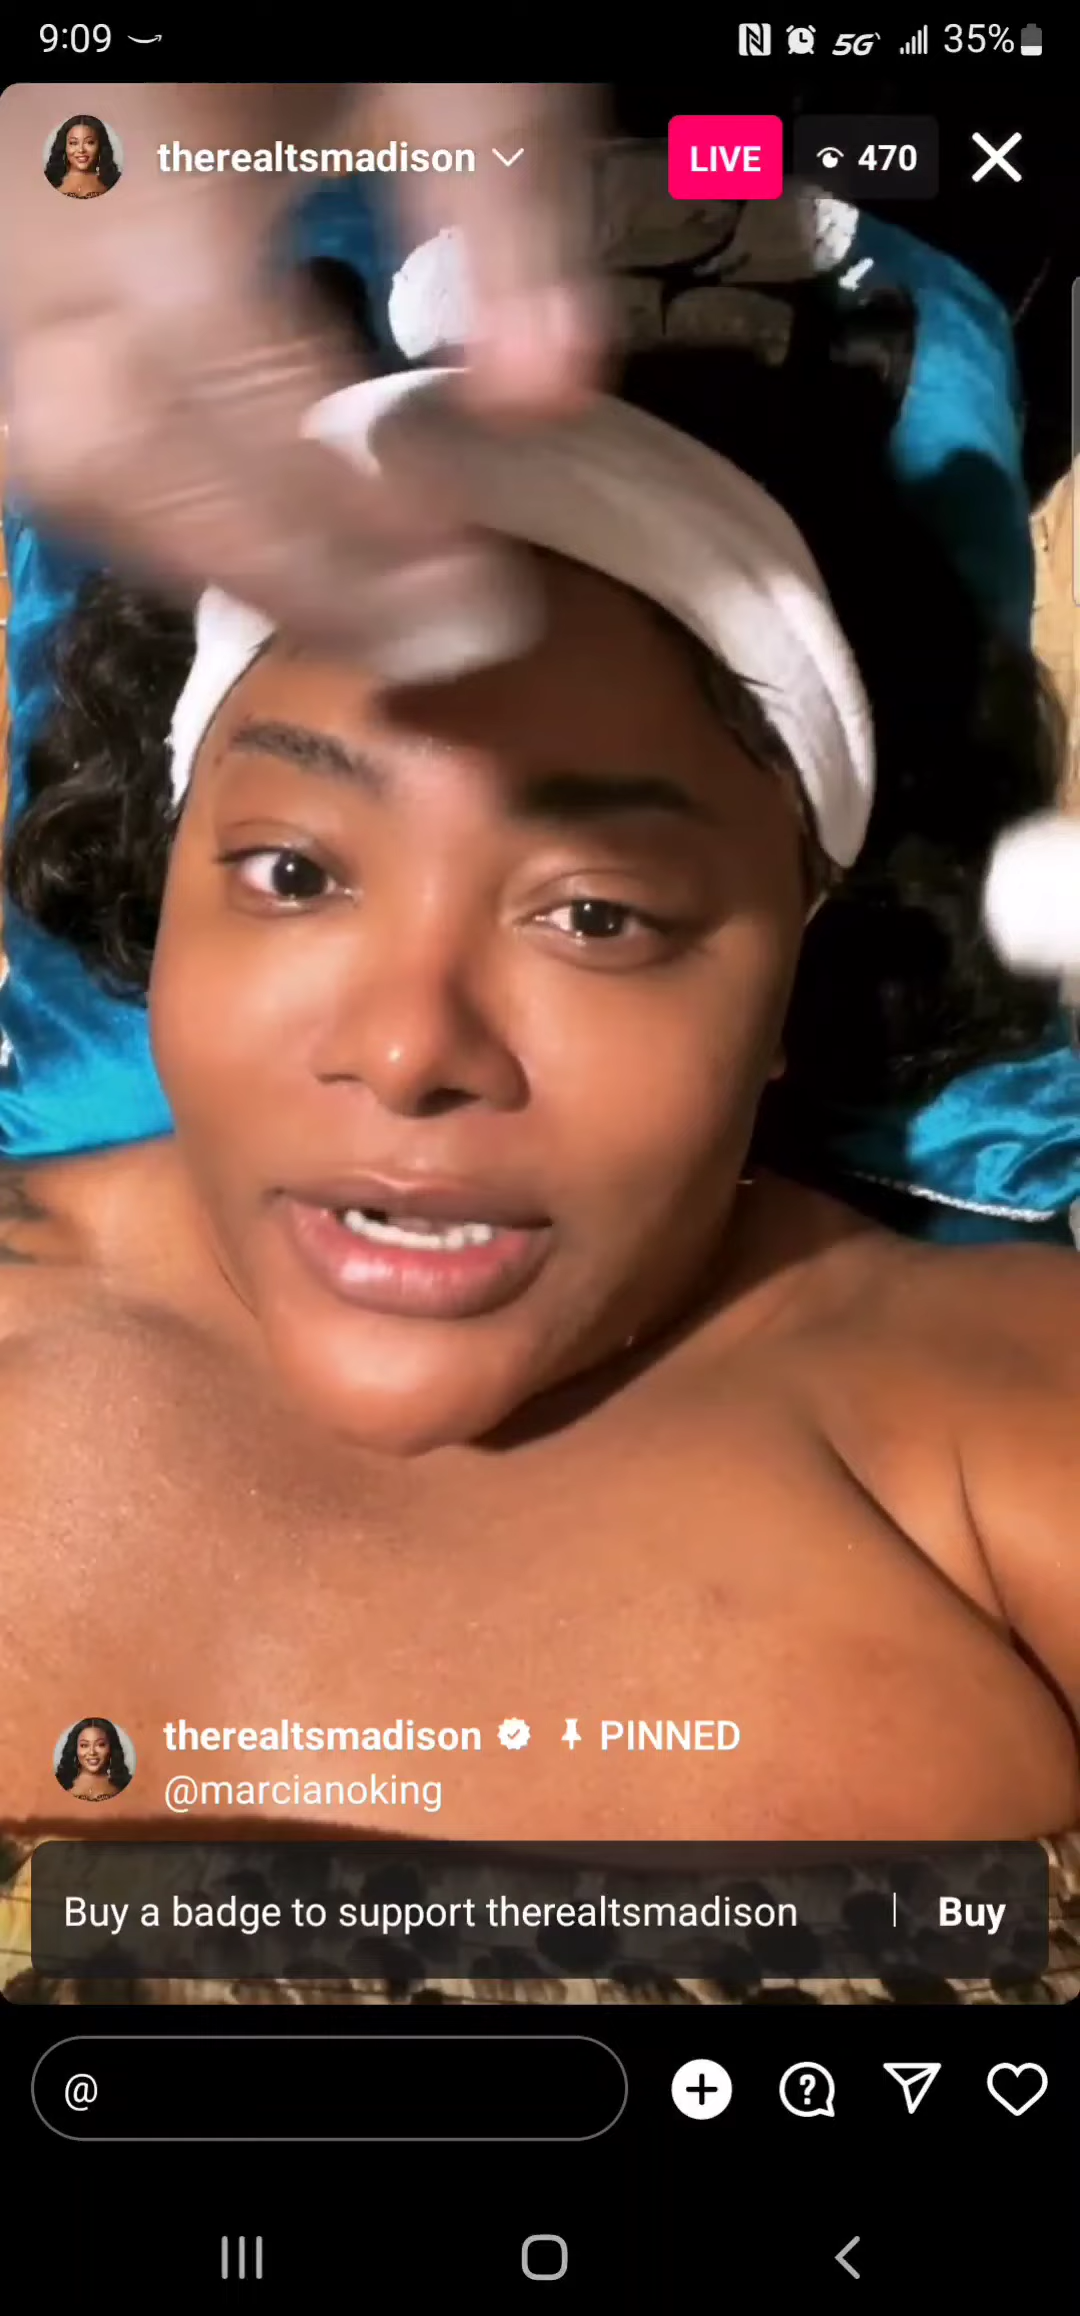 9:09
5G
35%
therealtsmadison
LIVE
470
therealtsmadison PINNED
@marcianoking
Buy a badge to support therealtsmadison | Buy
@